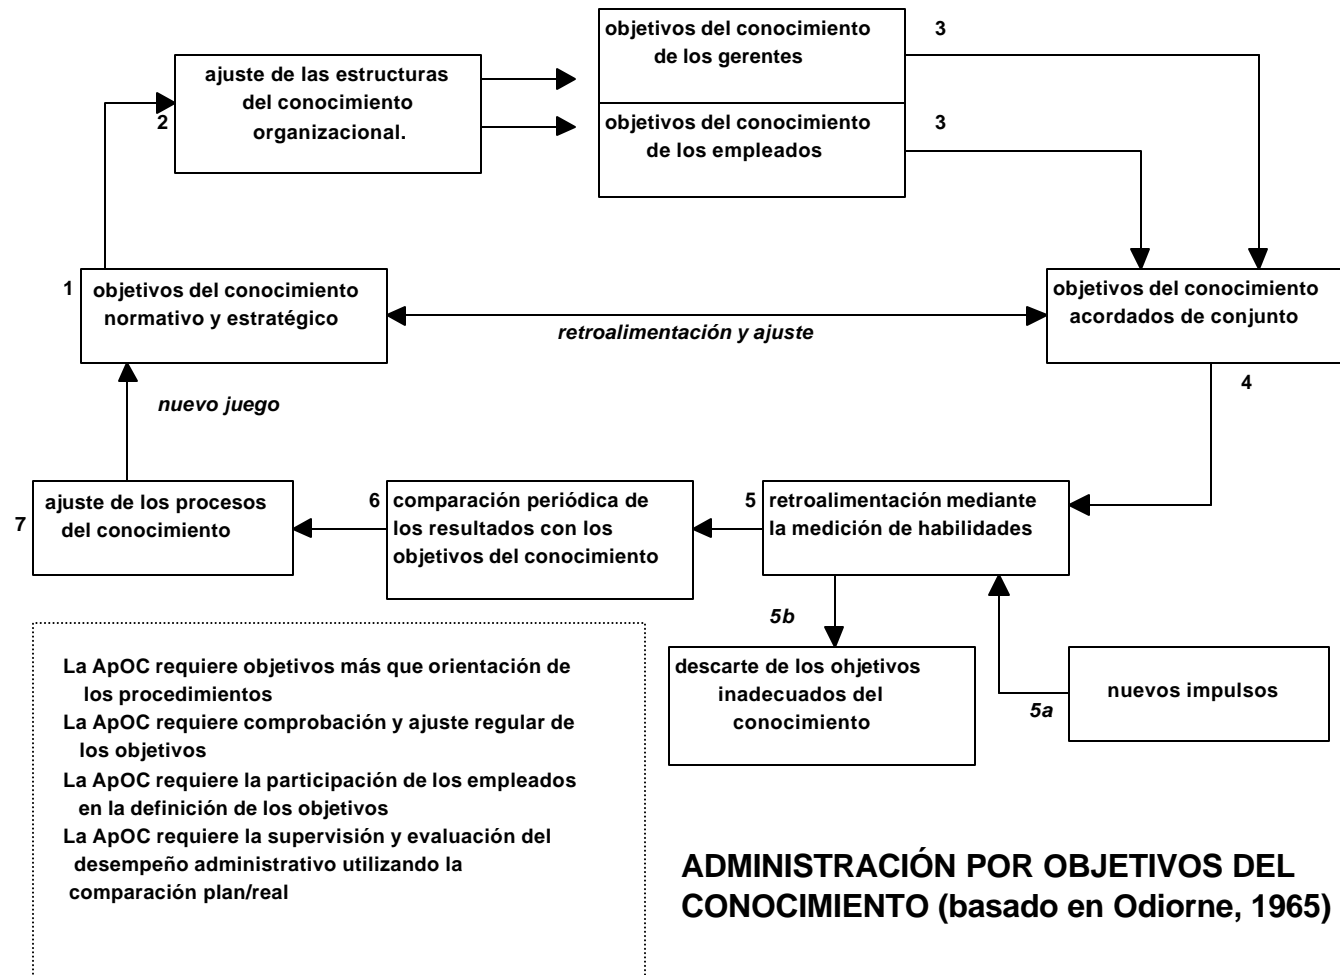 objetivos del conocimiento
de los gerentes
3
ajuste de las estructuras
del conocimiento
organizacional.
2
objetivos del conocimiento
de los empleados
3
1
objetivos del conocimiento
normativo y estratégico
retroalimentación y ajuste
objetivos del conocimiento
acordados de conjunto
4
nuevo juego
7
ajuste de los procesos
del conocimiento
6
comparación periódica de
los resultados con los
objetivos del conocimiento
5
retroalimentación mediante
la medición de habilidades
5b
descarte de los ohjetivos
inadecuados del
conocimiento
5a
nuevos impulsos
La ApOC requiere objetivos más que orientación de
los procedimientos
La ApOC requiere comprobación y ajuste regular de
los objetivos
La ApOC requiere la participación de los empleados
en la definición de los objetivos
La ApOC requiere la supervisión y evaluación del
desempeño administrativo utilizando la
comparación plan/real
ADMINISTRACIÓN POR OBJETIVOS DEL
CONOCIMIENTO (basado en Odiorne, 1965)